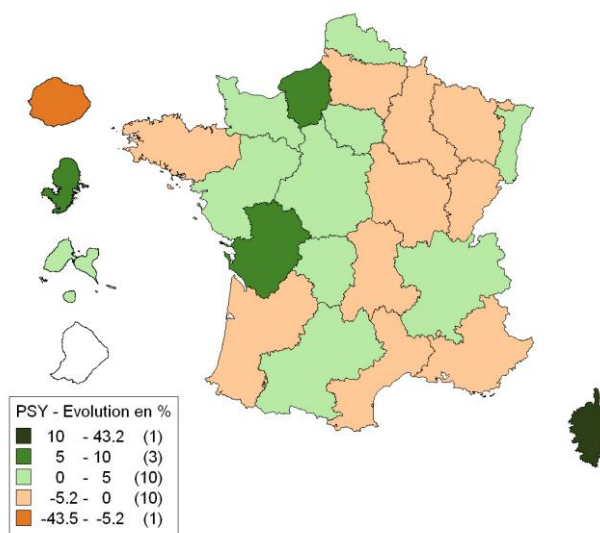 PSY - Evolution en %
10 - 43.2 (1)
5 - 10 (3)
0 - 5 (10)
-5.2 - 0 (10)
-43.5 - -5.2 (1)